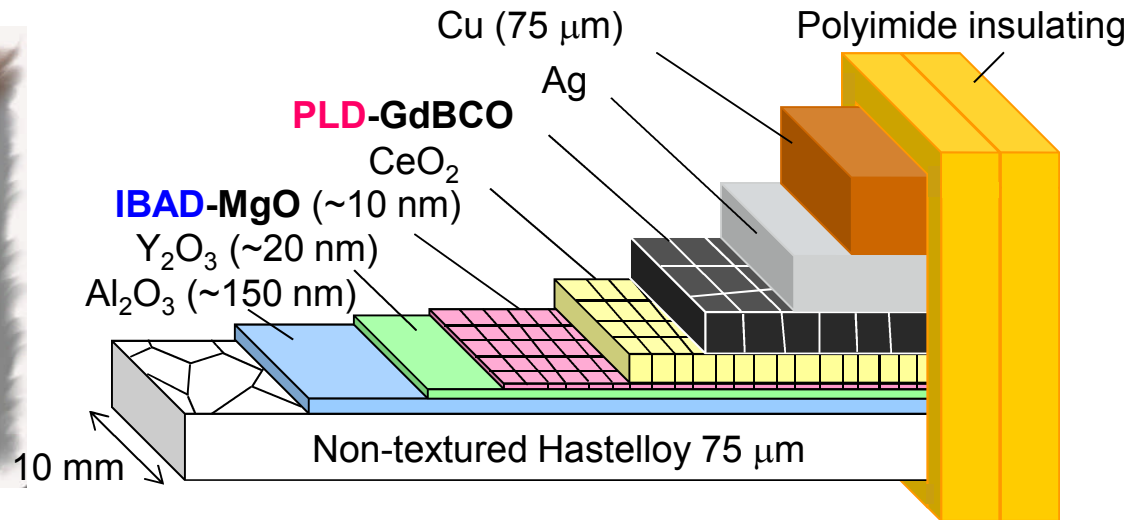 Cu (75 μm)
Polyimide insulating
Ag
PLD-GdBCO
CeO₂
IBAD-MgO (~10 nm)
Y₂O₃ (~20 nm)
Al₂O₃ (~150 nm)
Non-textured Hastelloy 75 μm
10 mm